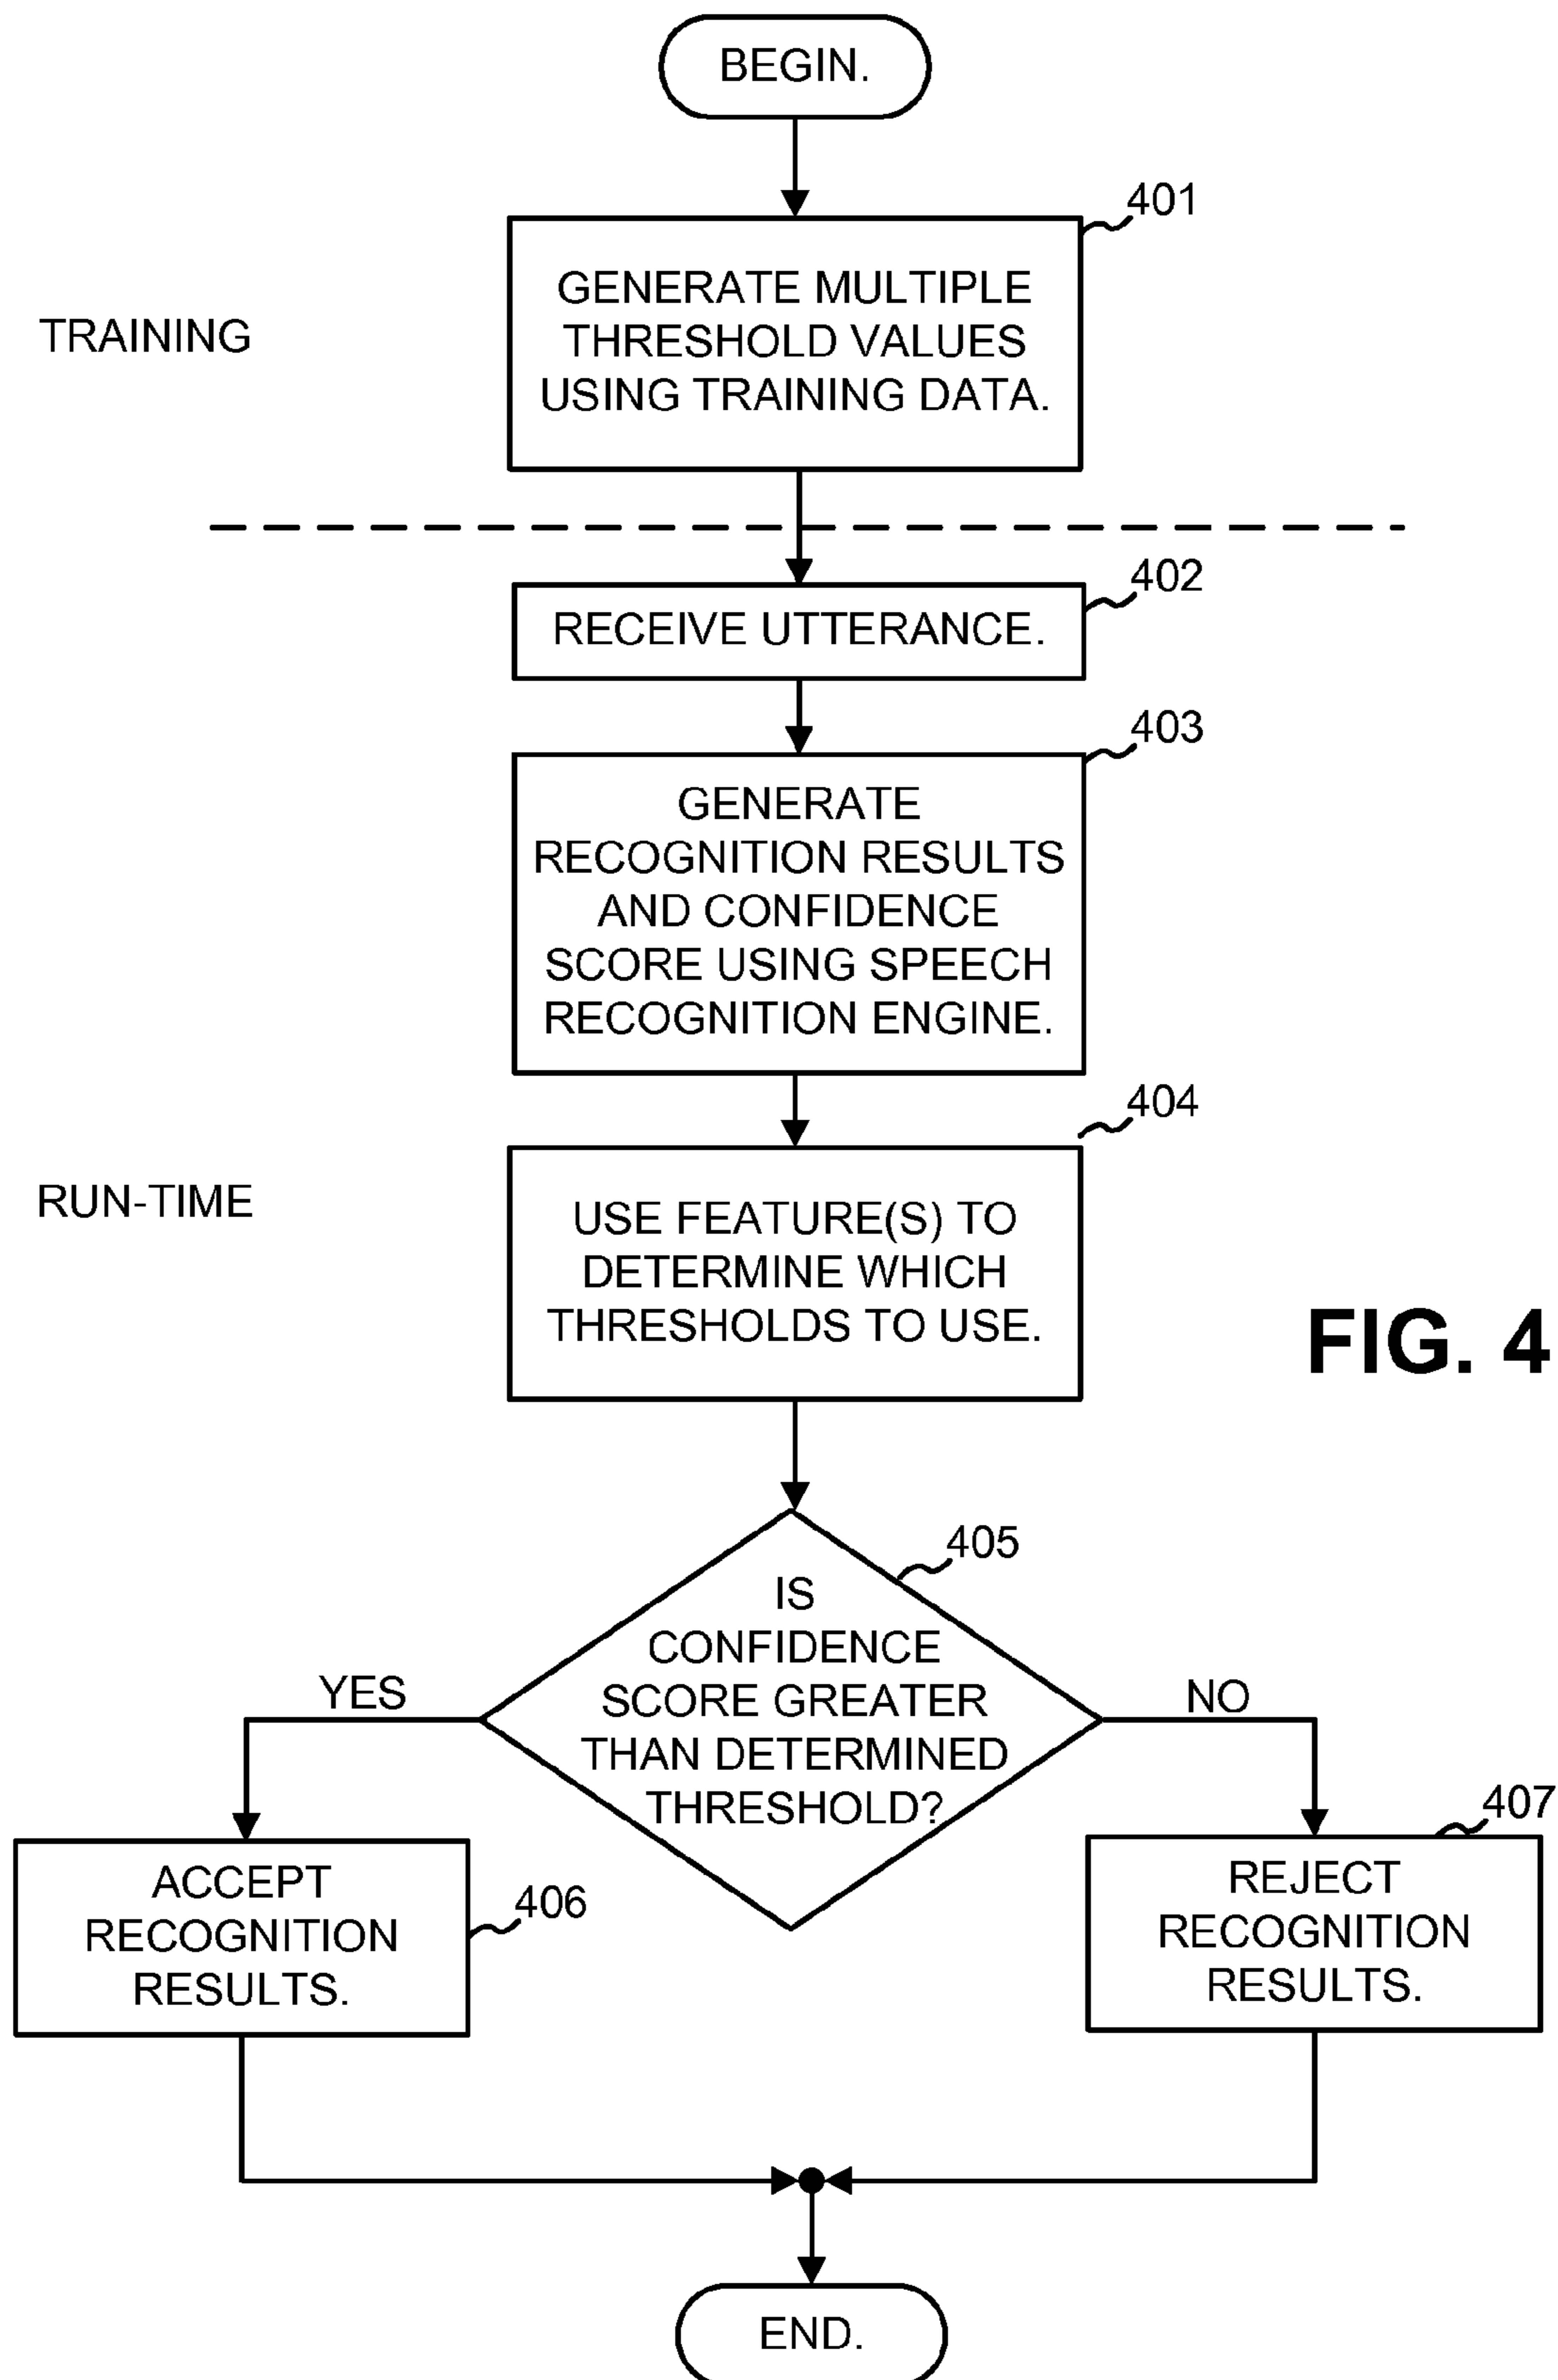 BEGIN.
401
GENERATE MULTIPLE
THRESHOLD VALUES
USING TRAINING DATA.
TRAINING
402
RECEIVE UTTERANCE.
403
GENERATE
RECOGNITION RESULTS
AND CONFIDENCE
SCORE USING SPEECH
RECOGNITION ENGINE.
404
RUN-TIME
USE FEATURE(S) TO
DETERMINE WHICH
THRESHOLDS TO USE.
FIG. 4
405
IS
CONFIDENCE
SCORE GREATER
THAN DETERMINED
THRESHOLD?
YES
NO
407
ACCEPT
RECOGNITION
RESULTS.
406
REJECT
RECOGNITION
RESULTS.
END.